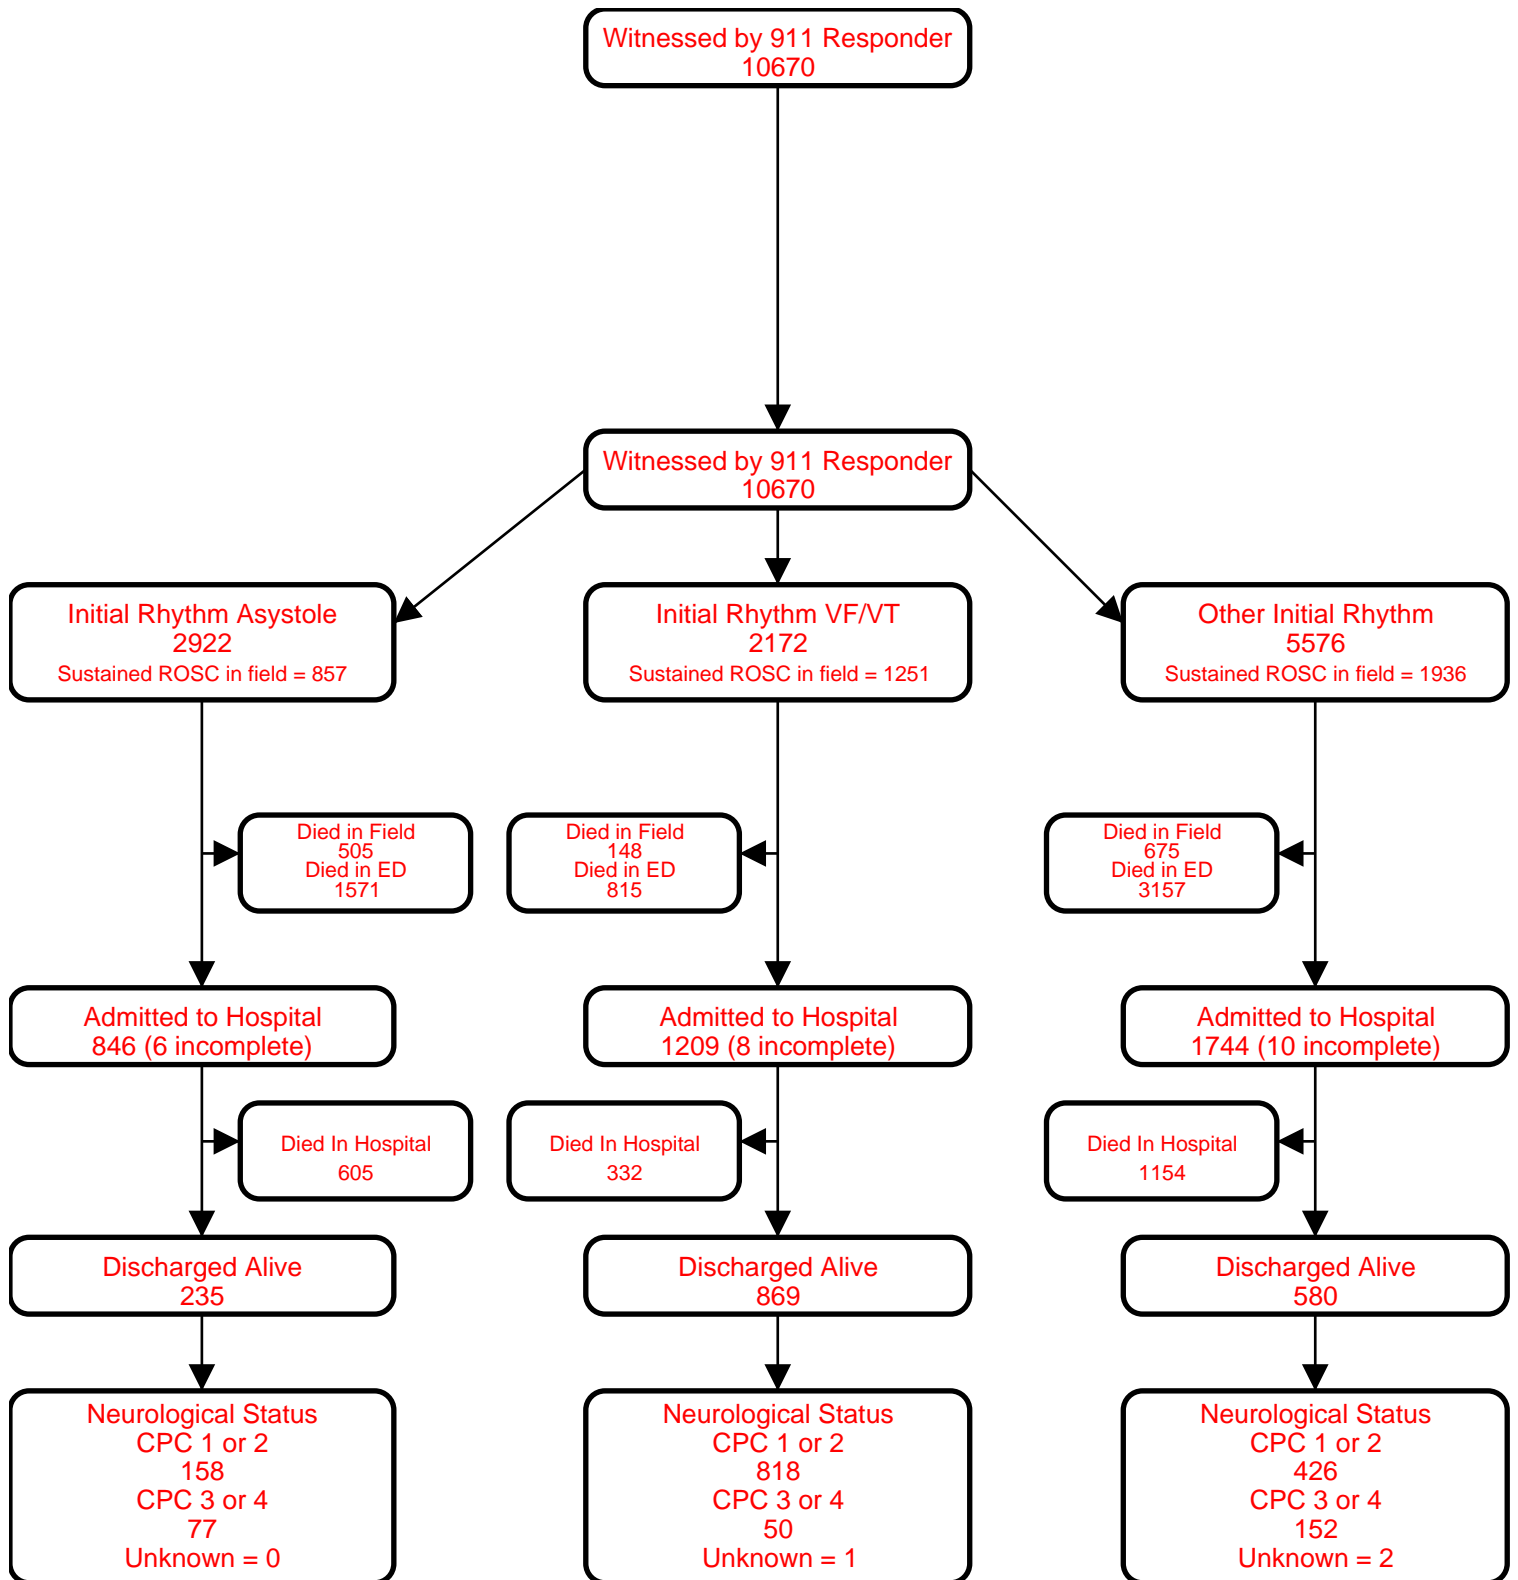 Witnessed by 911 Responder
10670
Witnessed by 911 Responder
10670
Initial Rhythm Asystole
2922
Sustained ROSC in field = 857
Initial Rhythm VF/VT
2172
Sustained ROSC in field = 1251
Other Initial Rhythm
5576
Sustained ROSC in field = 1936
Died in Field
505
Died in ED
1571
Died in Field
148
Died in ED
815
Died in Field
675
Died in ED
3157
Admitted to Hospital
846 (6 incomplete)
Admitted to Hospital
1209 (8 incomplete)
Admitted to Hospital
1744 (10 incomplete)
Died In Hospital
605
Died In Hospital
332
Died In Hospital
1154
Discharged Alive
235
Discharged Alive
869
Discharged Alive
580
Neurological Status
CPC 1 or 2
158
CPC 3 or 4
77
Unknown = 0
Neurological Status
CPC 1 or 2
818
CPC 3 or 4
50
Unknown = 1
Neurological Status
CPC 1 or 2
426
CPC 3 or 4
152
Unknown = 2